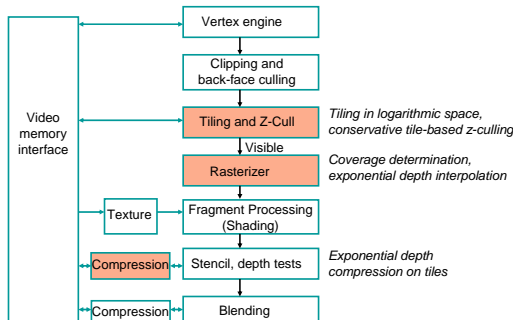 Vertex engine
Clipping and
back-face culling
Video
memory
interface
Tiling and Z-Cull
Tiling in logarithmic space,
conservative tile-based z-culling
Visible
Rasterizer
Coverage determination,
exponential depth interpolation
Texture
Fragment Processing
(Shading)
Compression
Stencil, depth tests
Exponential depth
compression on tiles
Compression
Blending